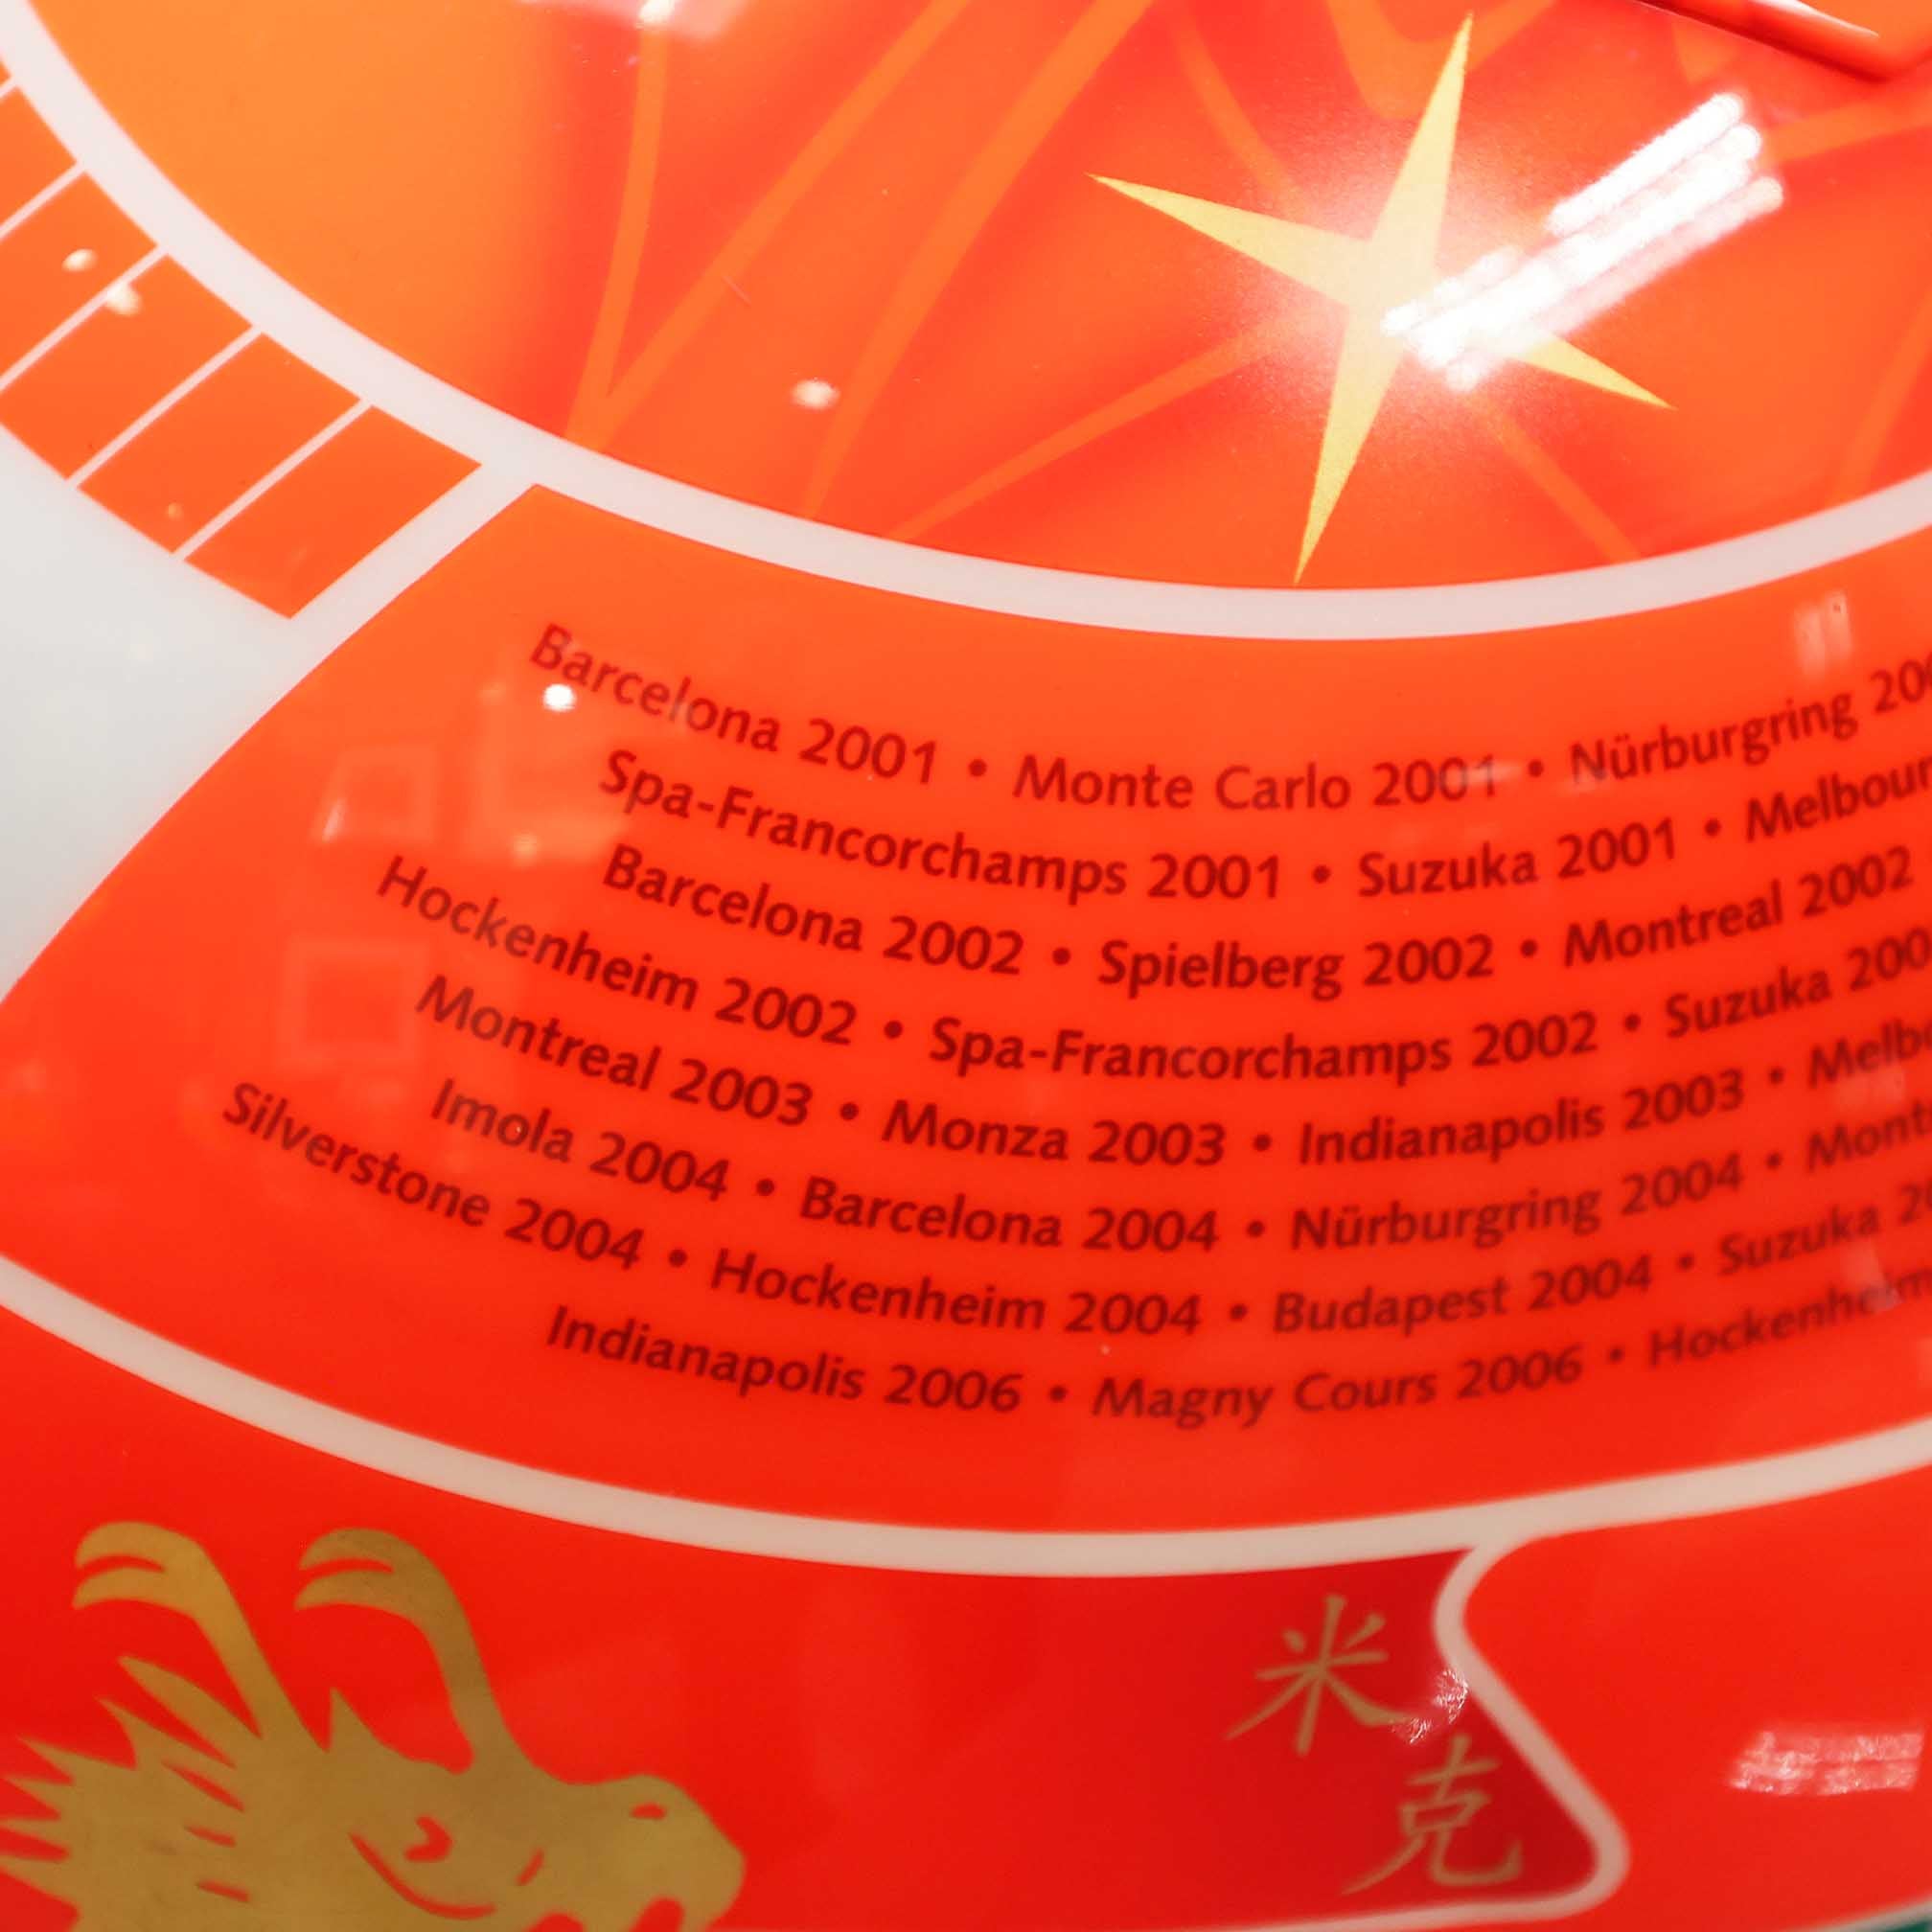 Barcelona 2001 • Monte Carlo 2001 • Nürburgring
Spa-Francorchamps 2001 • Suzuka 2001 •
Barcelona 2002 • Spielberg 2002 • Montreal 2002
Hockenheim 2002 • Spa-Francorchamps 2002 • Suzuka
Montreal 2003 • Monza 2003 • Indianapolis 2003 •
Imola 2004 • Barcelona 2004 • Nürburgring 2004 •
Silverstone 2004 • Hockenheim 2004 • Budapest 2004 • Suzuka
Indianapolis 2006 • Magny Cours 2006 • Hockenheim
米
克